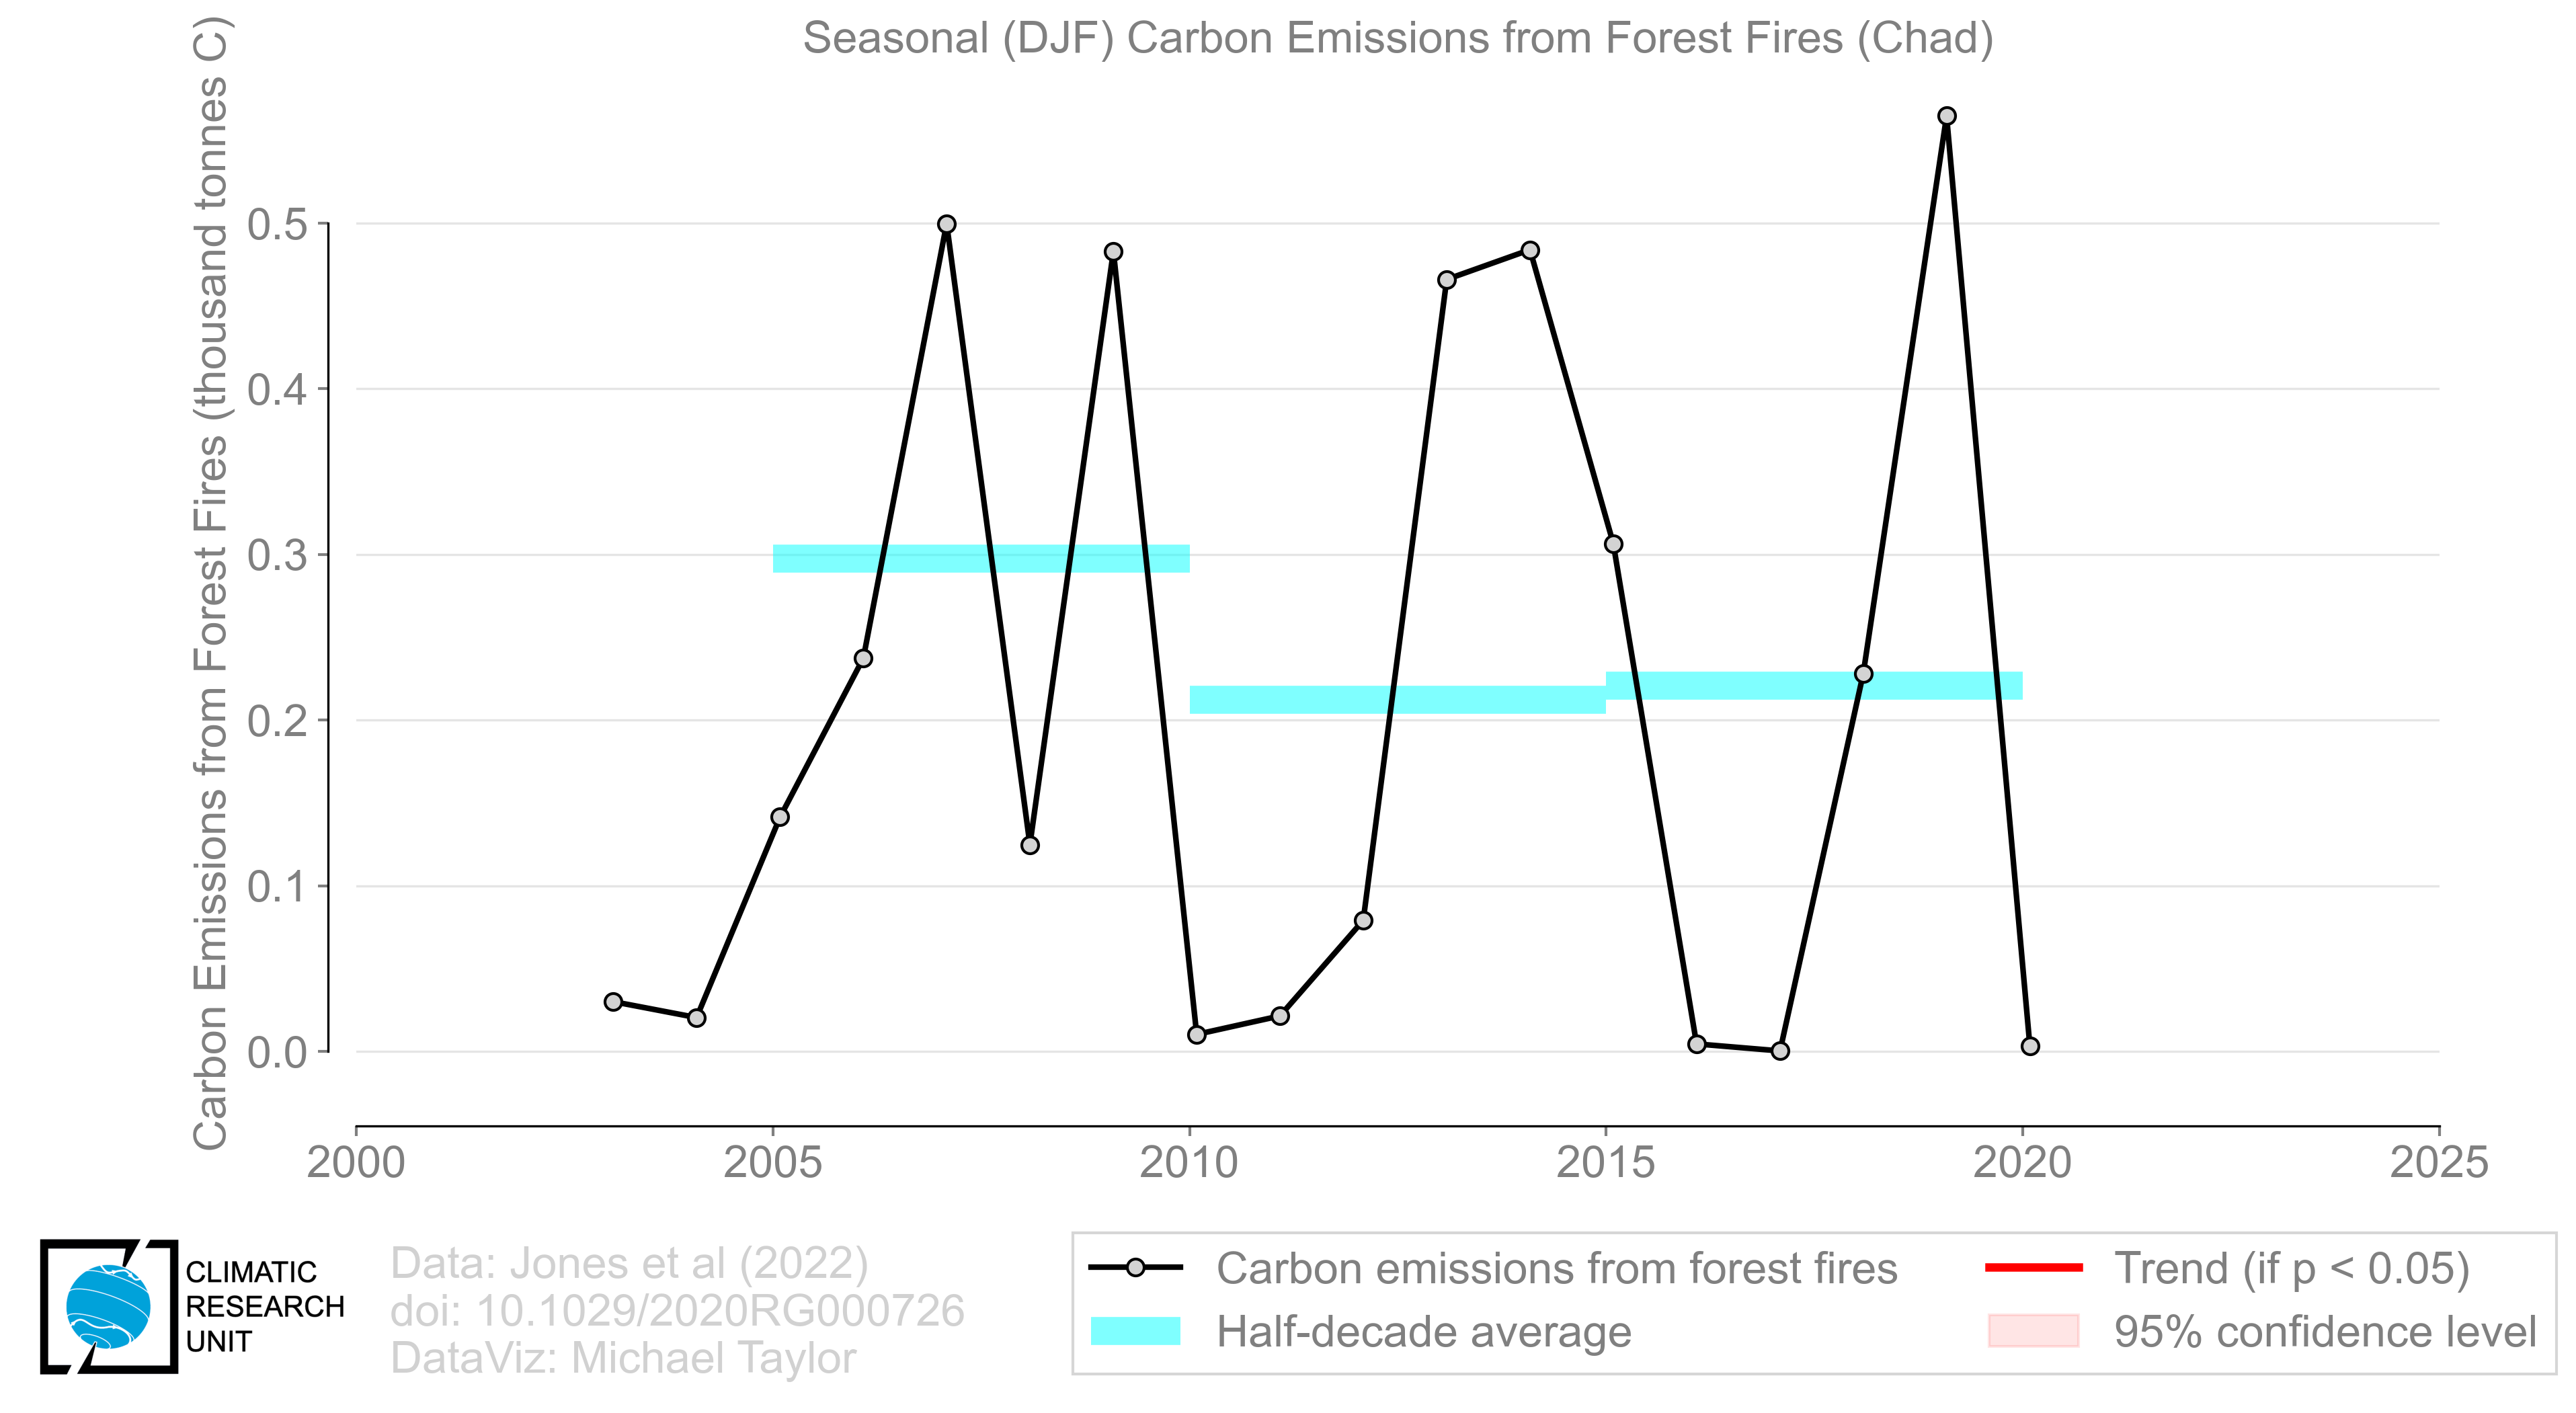 Seasonal (DJF) Carbon Emissions from Forest Fires (Chad)
Carbon Emissions from Forest Fires (thousand tonnes C)
0.5
0.4
0.3
0.2
0.1
0.0
2000
2005
2010
2015
2020
2025
CLIMATIC
RESEARCH
UNIT
Data: Jones et al (2022)
doi: 10.1029/2020RG000726
DataViz: Michael Taylor
Carbon emissions from forest fires
Half-decade average
Trend (if p < 0.05)
95% confidence level